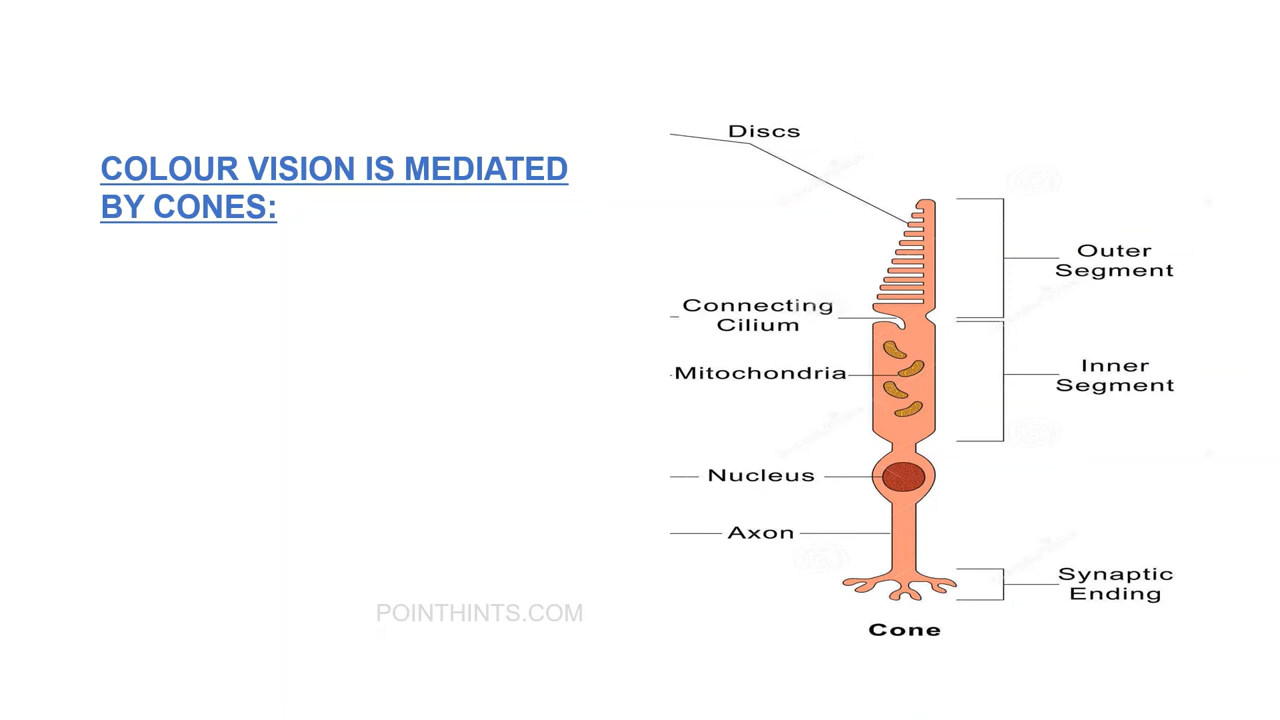 COLOUR VISION IS MEDIATED
BY CONES:
Discs
Outer
Segment
Connecting
Cilium
Inner
Segment
Mitochondria
Nucleus
Axon
Synaptic
Ending
Cone
POINTHINTS.COM